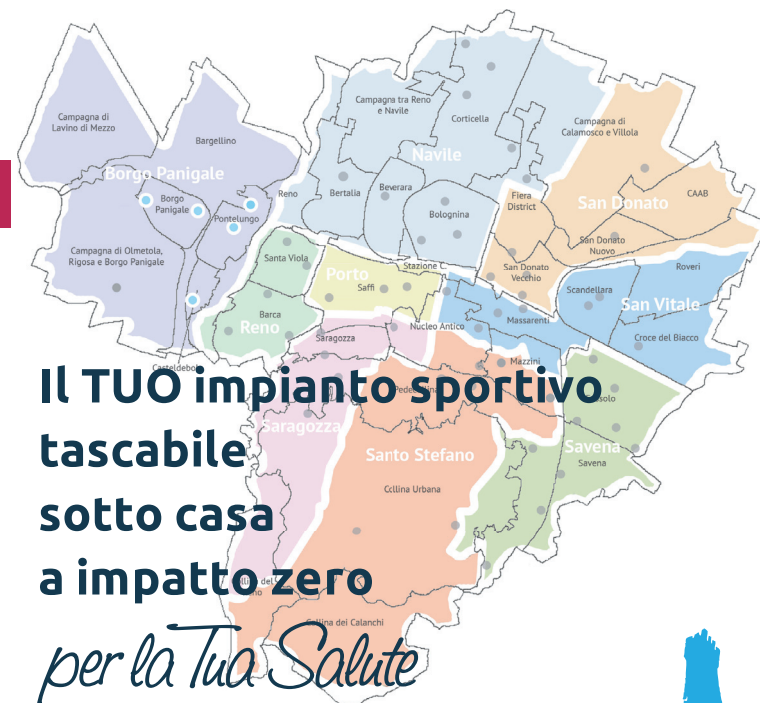 Campagna di
Lavino di Mezzo
Bargellino
Borgo Panigale
Borgo
Panigale
Pontelungo
Campagna di Olmetola,
Rigosa e Borgo Panigale
Casteldebole
Campagna tra Reno
e Navile
Corticella
Navile
Reno
Bertalia
Beverara
Bolognina
Campagna di
Calamosco e Villola
Fiera
District
San Donato
CAAB
San Donato
Nuovo
San Donato
Vecchio
Santa Viola
Porto
Stazione C.
Saffi
Barca
Reno
Roveri
Scandellara
San Vitale
Massarenti
Croce del Biacco
Nucleo Antico
Saragozza
Mazzini
Il TUO impianto sportivo
tascabile
sotto casa
a impatto zero
per la Tua Salute
Saragozza
Santo Stefano
Savena
Savena
Collina Urbana
Collina dei Calanchi